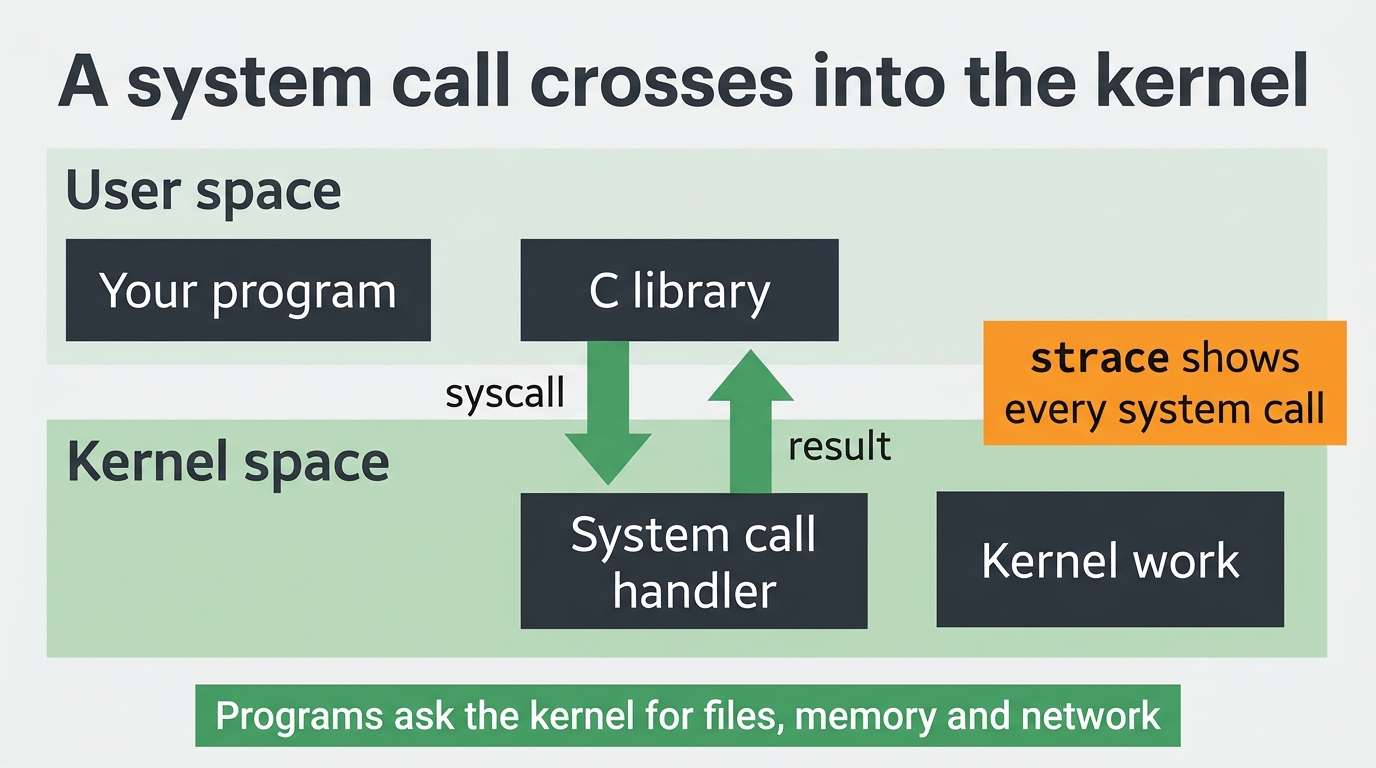 A system call crosses into the kernel
User space
Your program
C library
syscall
strace shows
every system call
result
Kernel space
System call
handler
Kernel work
Programs ask the kernel for files, memory and network